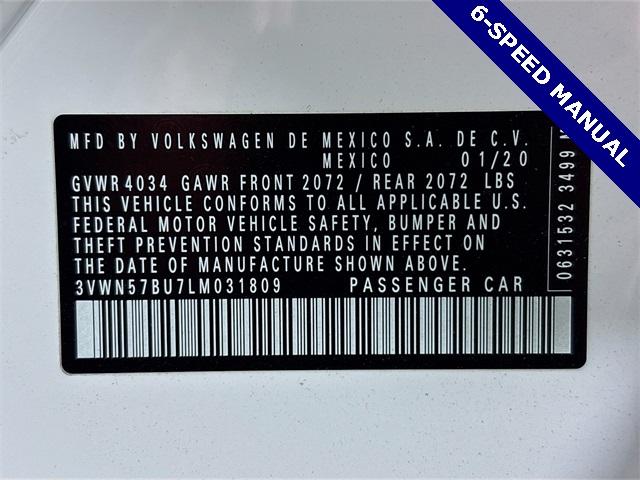 6-SPEED MANUAL
MFD BY VOLKSWAGEN DE MEXICO S.A. DE C.V.
MEXICO 01/20
GVWR 4034 GAWR FRONT 2072 / REAR 2072 LBS
THIS VEHICLE CONFORMS TO ALL APPLICABLE U.S.
FEDERAL MOTOR VEHICLE SAFETY, BUMPER AND
THEFT PREVENTION STANDARDS IN EFFECT ON
THE DATE OF MANUFACTURE SHOWN ABOVE.
3VWN57BU7LM031809 PASSENGER CAR
0631532 3499